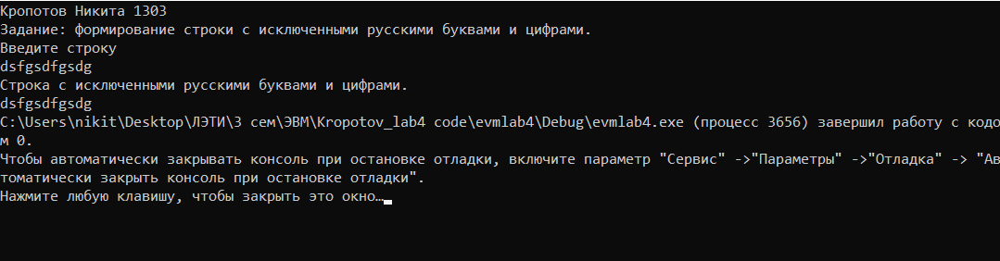 Кропотов Никита 1303
Задание: формирование строки с исключенными русскими буквами и цифрами.
Введите строку
dsfgsdfgsdg
Строка с исключенными русскими буквами и цифрами.
dsfgsdfgsdg
C:\Users\nikit\Desktop\ЛЭТИ\3 сем\ЭВМ\Kropotov_lab4 code\evmlab4\Debug\evmlab4.exe (процесс 3656) завершил работу с кодо
м 0.
Чтобы автоматически закрывать консоль при остановке отладки, включите параметр "Сервис" ->"Параметры" ->"Отладка" -> "Ав
томатически закрыть консоль при остановке отладки".
Нажмите любую клавишу, чтобы закрыть это окно…